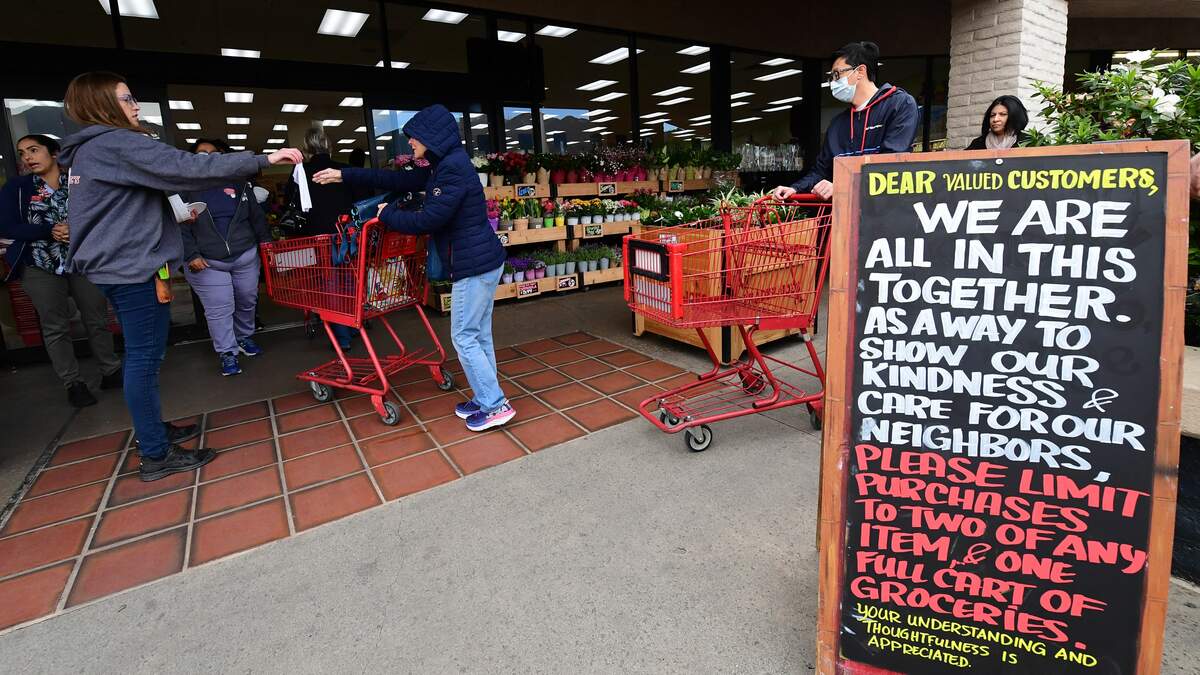 DEAR VALUED CUSTOMERS,
WE ARE
ALL IN THIS
TOGETHER.
AS A WAY TO
SHOW OUR
KINDNESS &
CARE FOR OUR
NEIGHBORS,
PLEASE LIMIT
PURCHASES
TO TWO OF ANY
ITEM, & ONE
FULL CART OF
GROCERIES.
YOUR UNDERSTANDING AND
THOUGHTFULNESS IS
APPRECIATED.